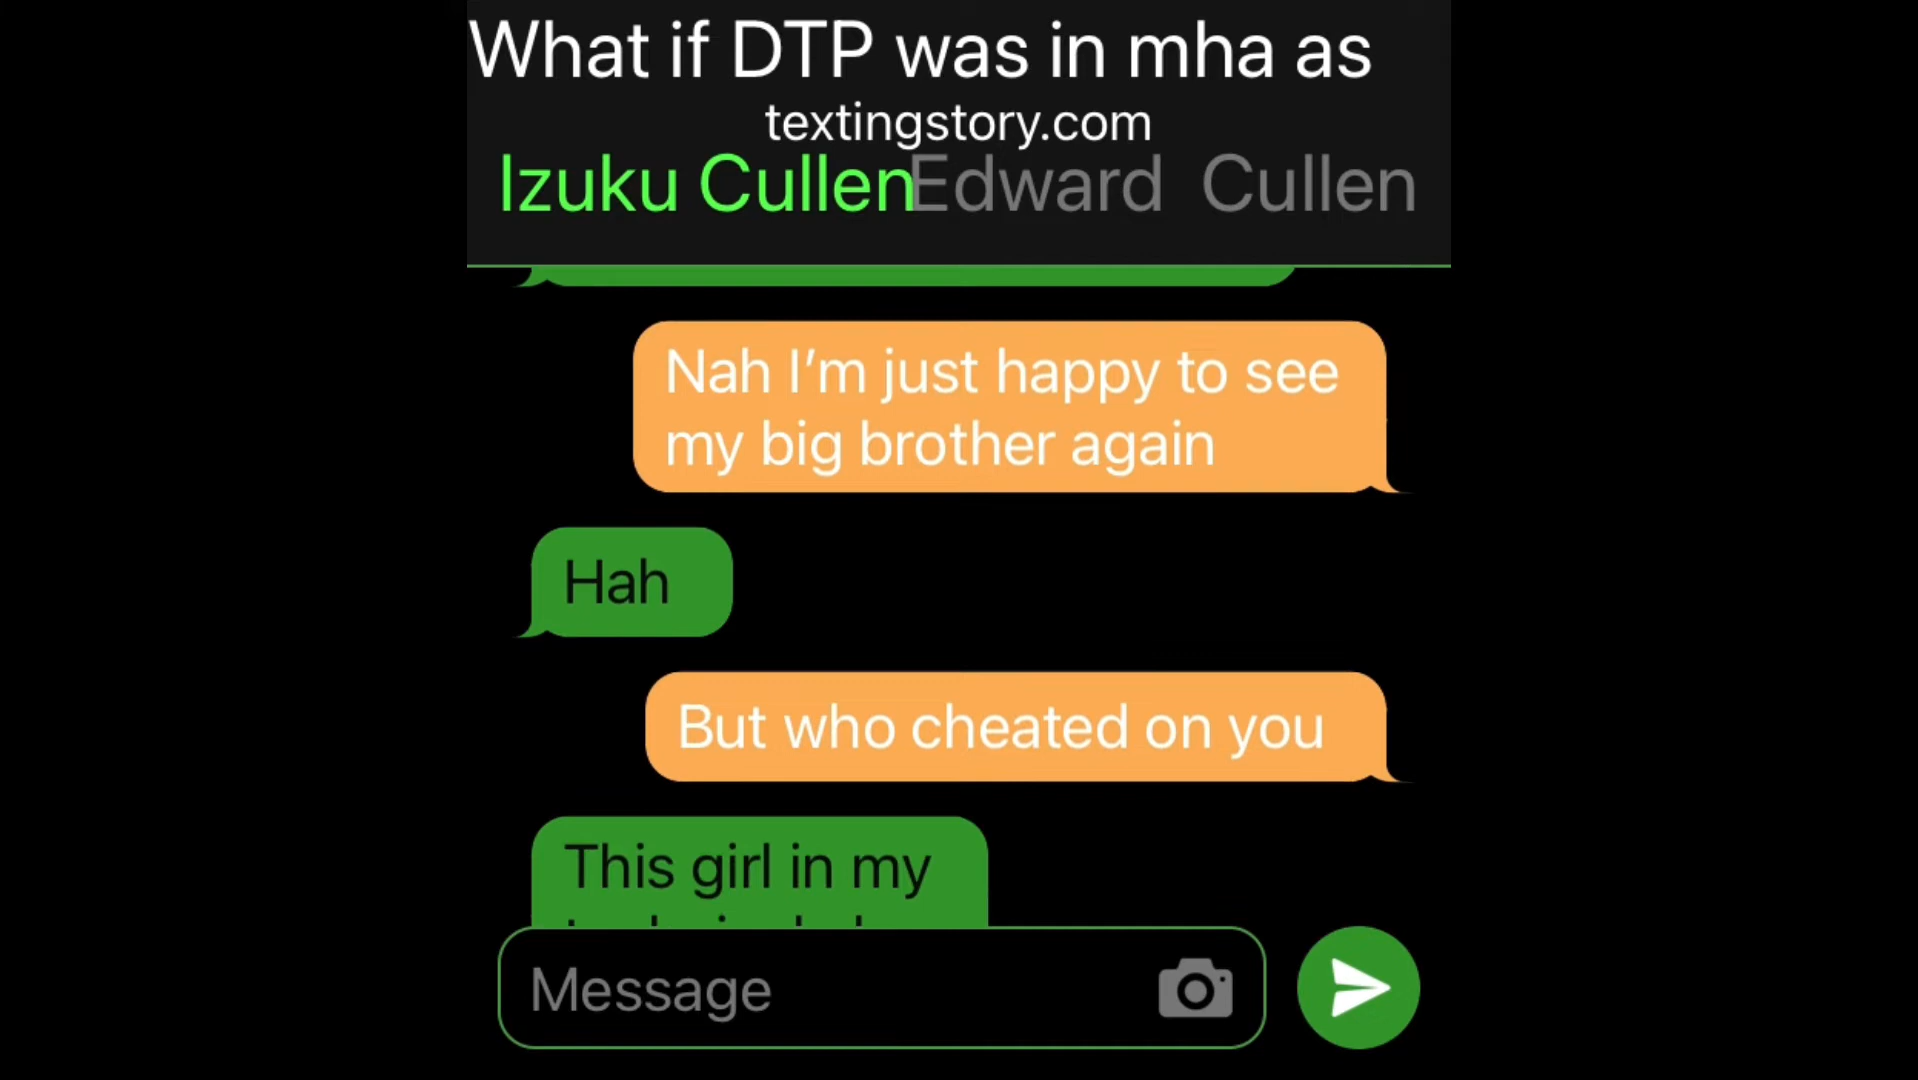 What if DTP was in mha as
textingstory.com
Izuku Cullen Edward Cullen
Nah I’m just happy to see
my big brother again
Hah
But who cheated on you
This girl in my
Message